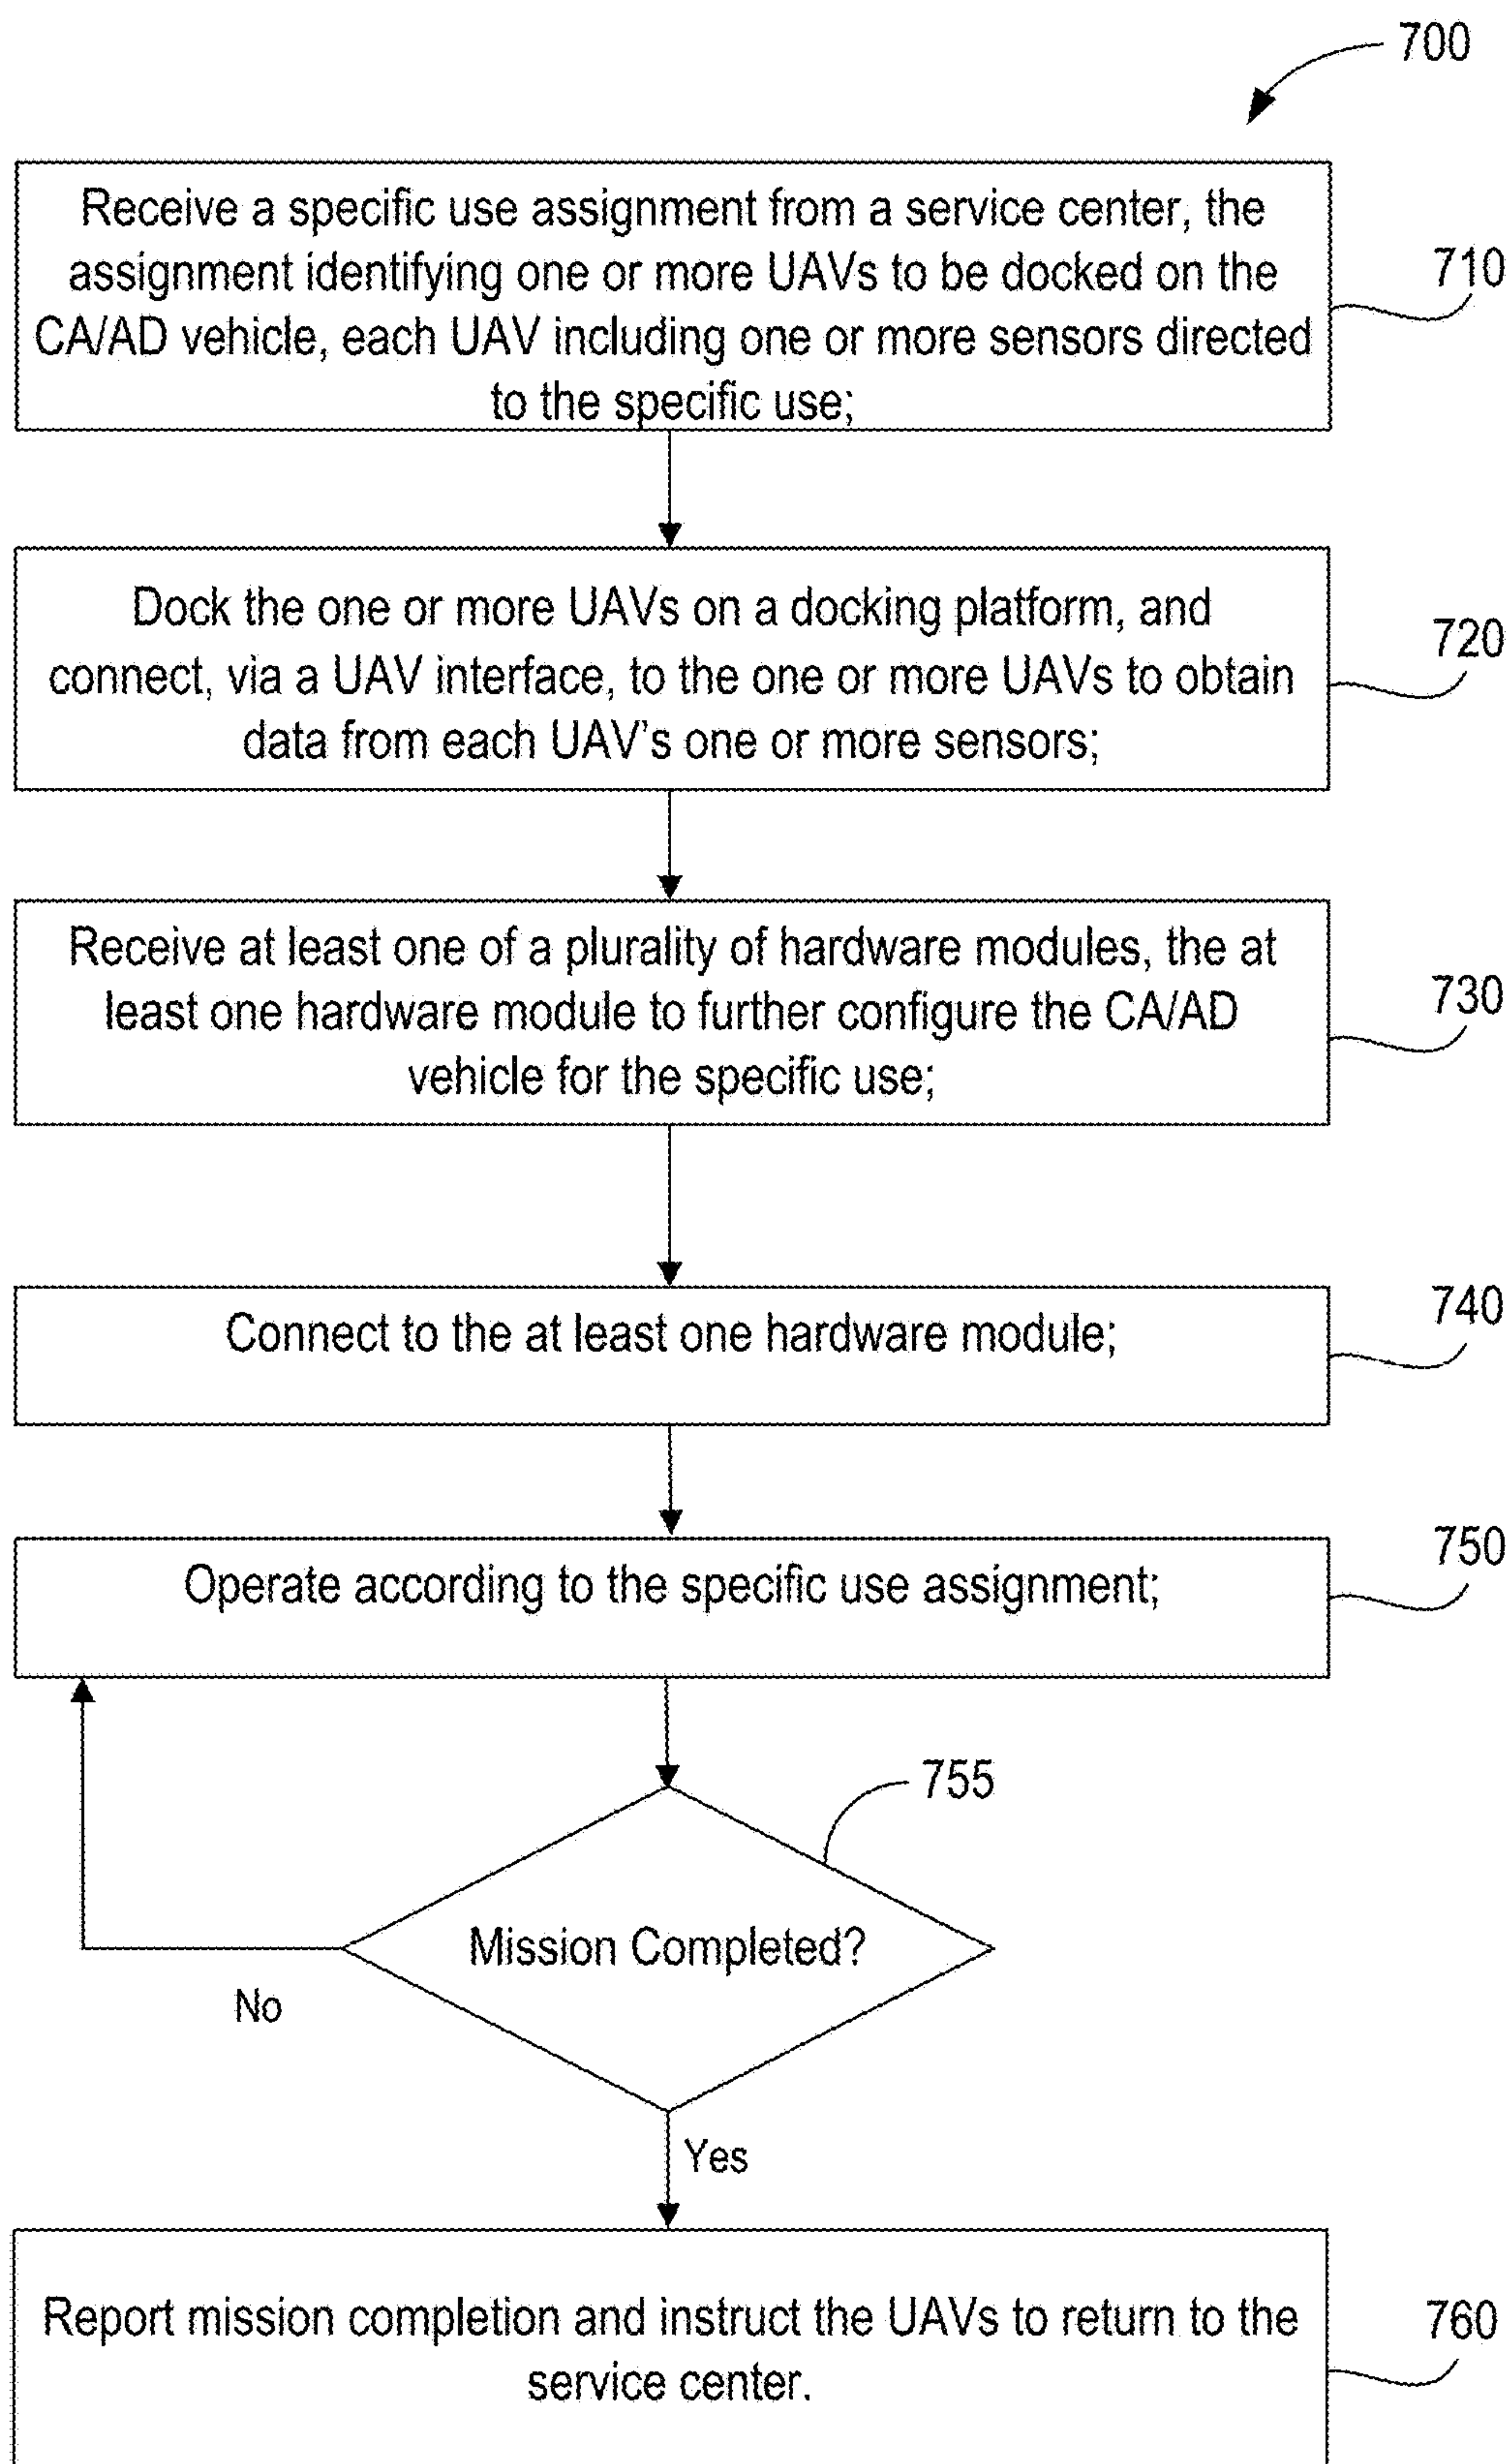 700
Receive a specific use assignment from a service center, the
assignment identifying one or more UAVs to be docked on the
CA/AD vehicle, each UAV including one or more sensors directed
to the specific use;
710
Dock the one or more UAVs on a docking platform, and
connect, via a UAV interface, to the one or more UAVs to obtain
data from each UAV's one or more sensors;
720
Receive at least one of a plurality of hardware modules, the at
least one hardware module to further configure the CA/AD
vehicle for the specific use;
730
Connect to the at least one hardware module;
740
Operate according to the specific use assignment;
750
755
Mission Completed?
No
Yes
Report mission completion and instruct the UAVs to return to the
service center.
760